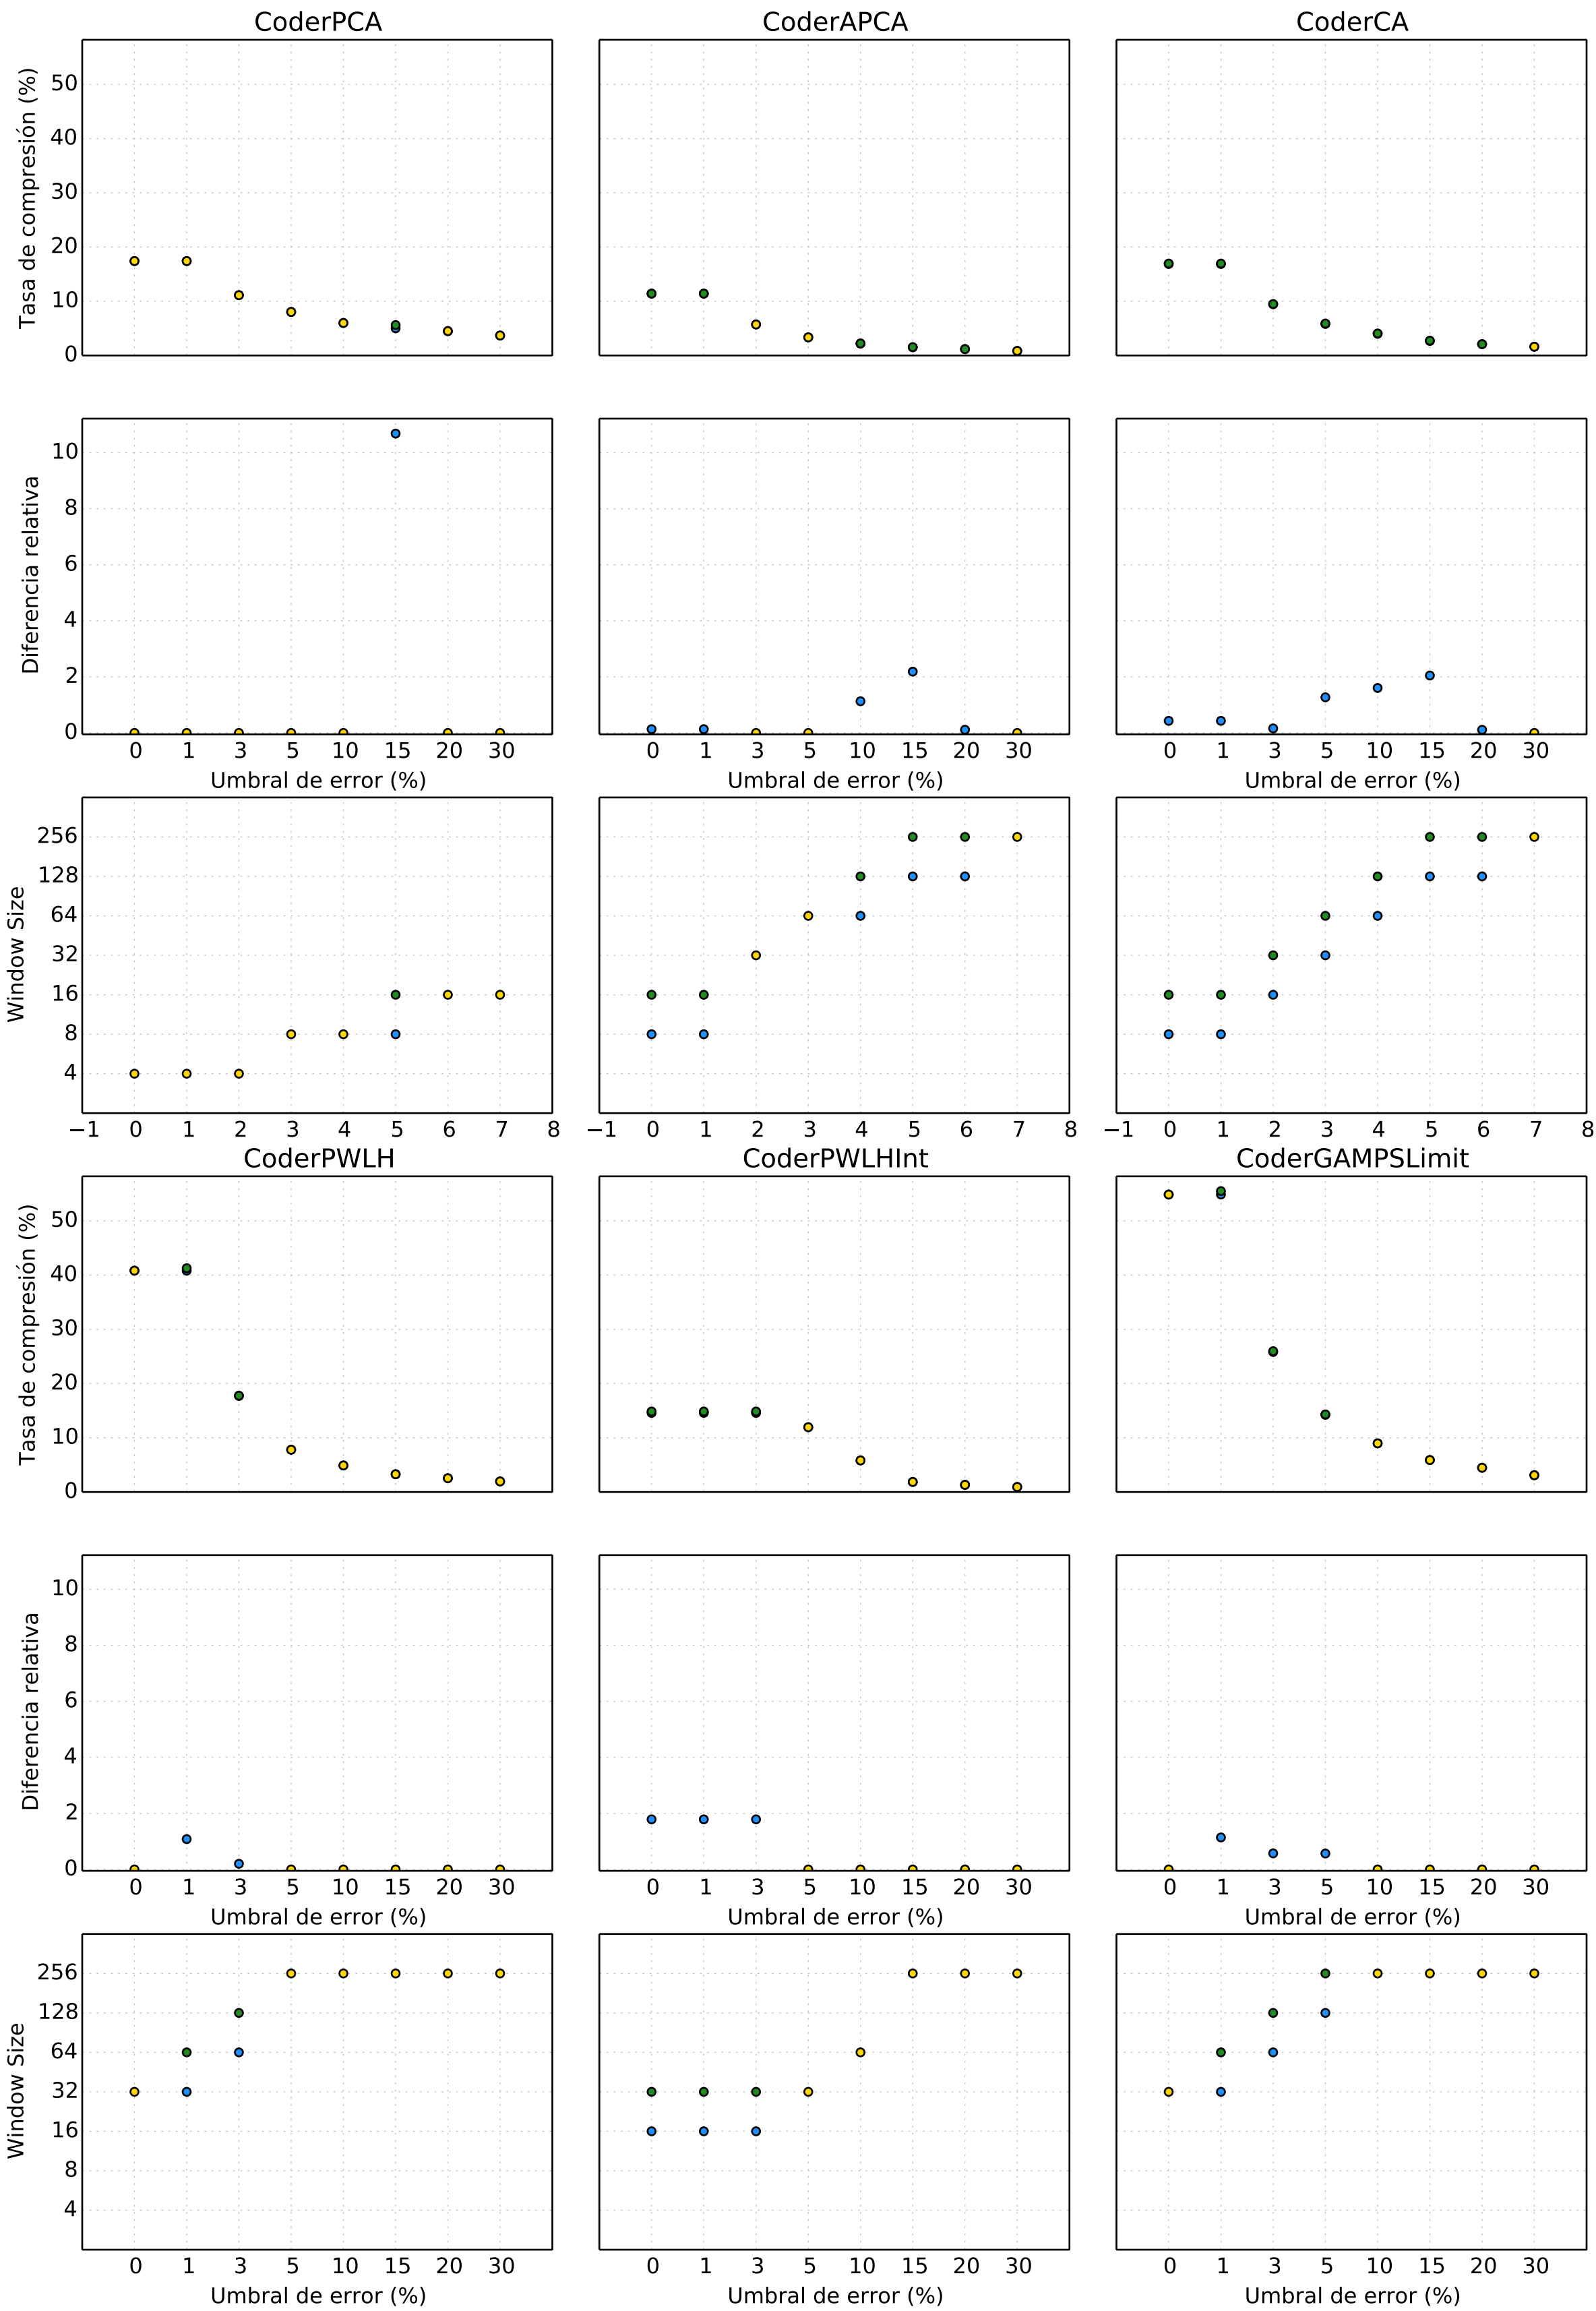 CoderPCA CoderAPCA CoderCA
Tasa de compresión (%)
50
40
30
20
10
0
Diferencia relativa
10
8
6
4
2
0
0 1 3 5 10 15 20 30 0 1 3 5 10 15 20 30 0 1 3 5 10 15 20 30
Umbral de error (%) Umbral de error (%) Umbral de error (%)
Window Size
256
128
64
32
16
8
4
−1 0 1 2 3 4 5 6 7 8 −1 0 1 2 3 4 5 6 7 8 −1 0 1 2 3 4 5 6 7 8
CoderPWLH CoderPWLHInt CoderGAMPSLimit
Tasa de compresión (%)
50
40
30
20
10
0
Diferencia relativa
10
8
6
4
2
0
0 1 3 5 10 15 20 30 0 1 3 5 10 15 20 30 0 1 3 5 10 15 20 30
Umbral de error (%) Umbral de error (%) Umbral de error (%)
Window Size
256
128
64
32
16
8
4
0 1 3 5 10 15 20 30 0 1 3 5 10 15 20 30 0 1 3 5 10 15 20 30
Umbral de error (%) Umbral de error (%) Umbral de error (%)